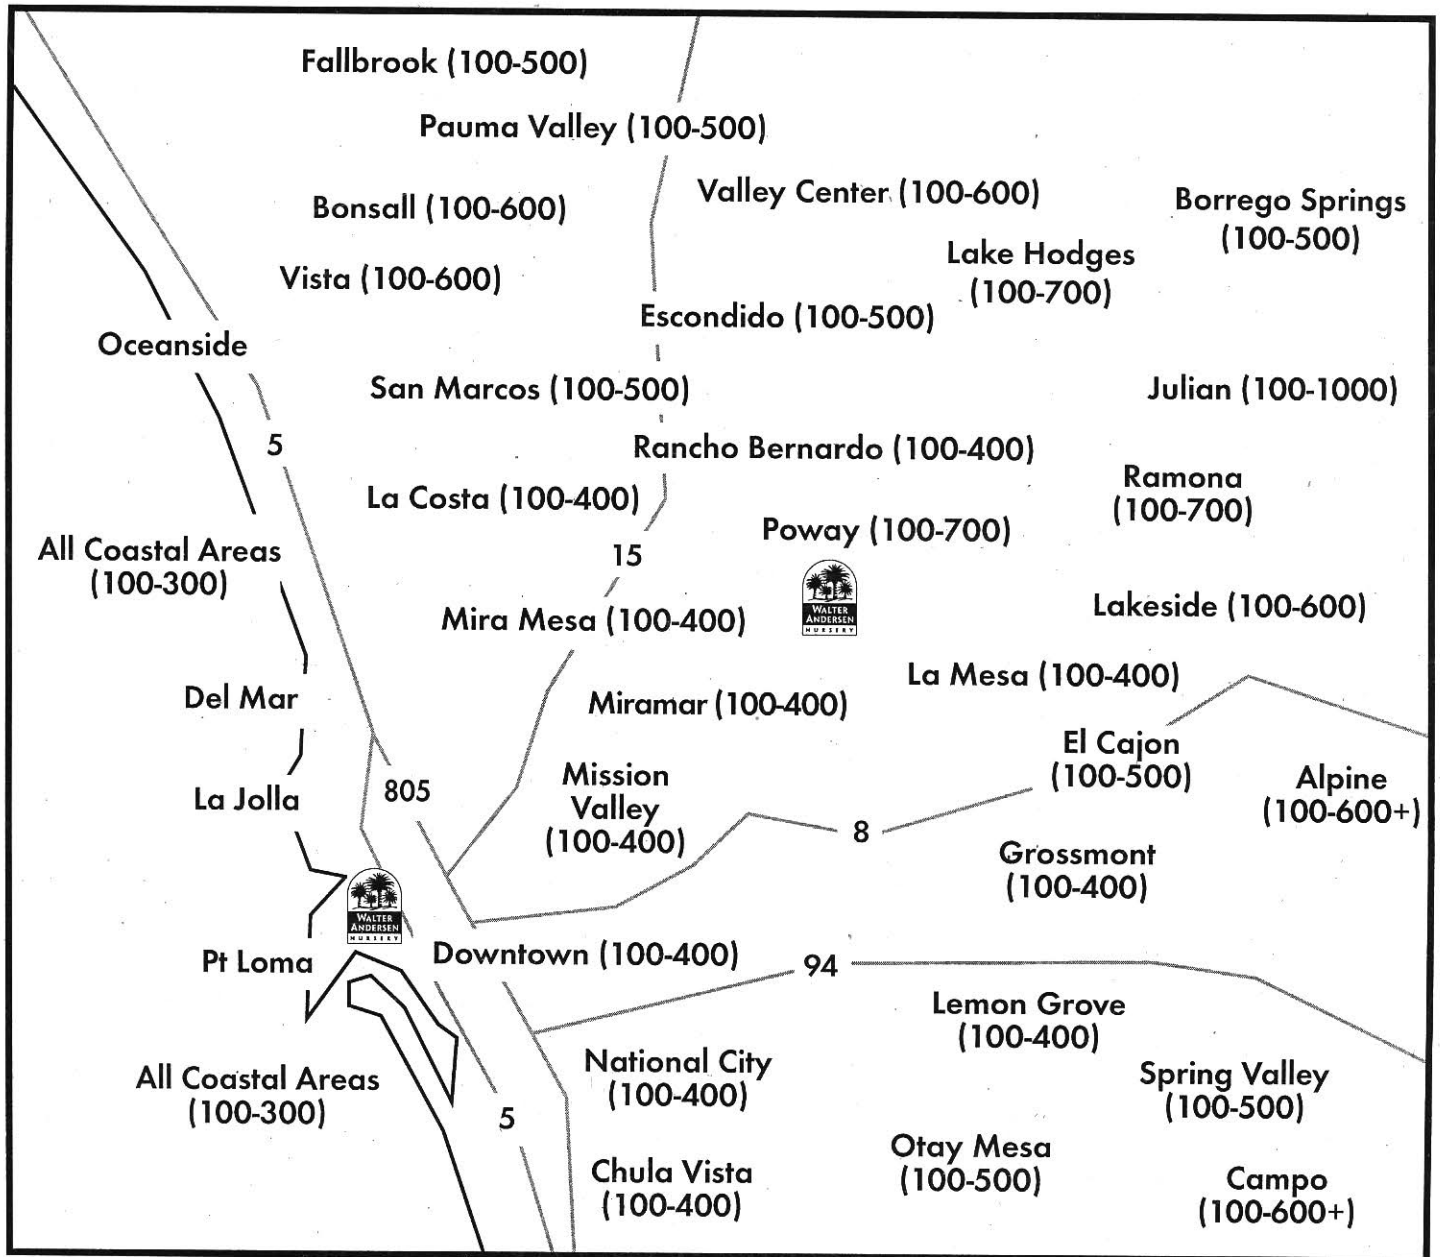 Fallbrook (100-500)
Pauma Valley (100-500)
Valley Center (100-600)
Borrego Springs
(100-500)
Bonsall (100-600)
Lake Hodges
(100-700)
Vista (100-600)
Escondido (100-500)
Oceanside
San Marcos (100-500)
Julian (100-1000)
5
Rancho Bernardo (100-400)
Ramona
(100-700)
La Costa (100-400)
Poway (100-700)
15
All Coastal Areas
(100-300)
WALTER
ANDERSEN
NURSERY
Mira Mesa (100-400)
Lakeside (100-600)
La Mesa (100-400)
Del Mar
Miramar (100-400)
El Cajon
(100-500)
Mission
Valley
(100-400)
Alpine
(100-600+)
La Jolla
805
8
Grossmont
(100-400)
WALTER
ANDERSEN
NURSERY
Pt Loma
Downtown (100-400)
94
Lemon Grove
(100-400)
National City
(100-400)
All Coastal Areas
(100-300)
Spring Valley
(100-500)
5
Otay Mesa
(100-500)
Chula Vista
(100-400)
Campo
(100-600+)